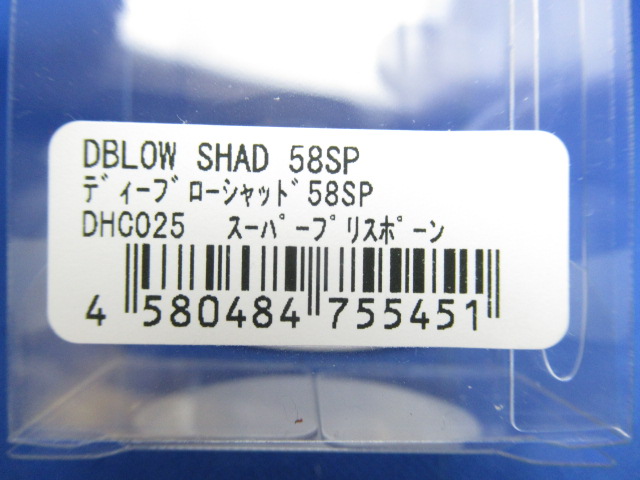 DBLOW SHAD 58SP
ディーブローシャッド58SP
DHC025 スーパープリスポーン
4 580484 755451